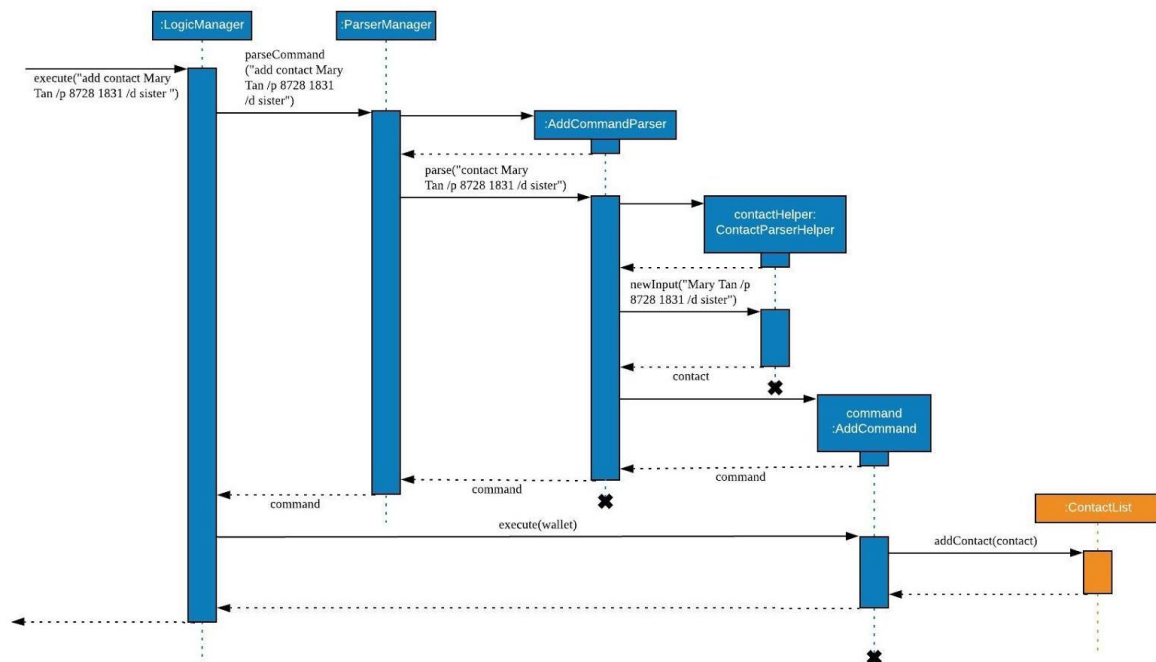 :LogicManager
:ParserManager
parseCommand
("add contact Mary
Tan /p 8728 1831
/d sister")
execute("add contact Mary
Tan /p 8728 1831 /d sister ")
:AddCommandParser
parse("contact Mary
Tan /p 8728 1831 /d sister")
contactHelper:
ContactParserHelper
newInput("Mary Tan /p
8728 1831 /d sister")
contact
command
:AddCommand
command
command
command
:ContactList
execute(wallet)
addContact(contact)